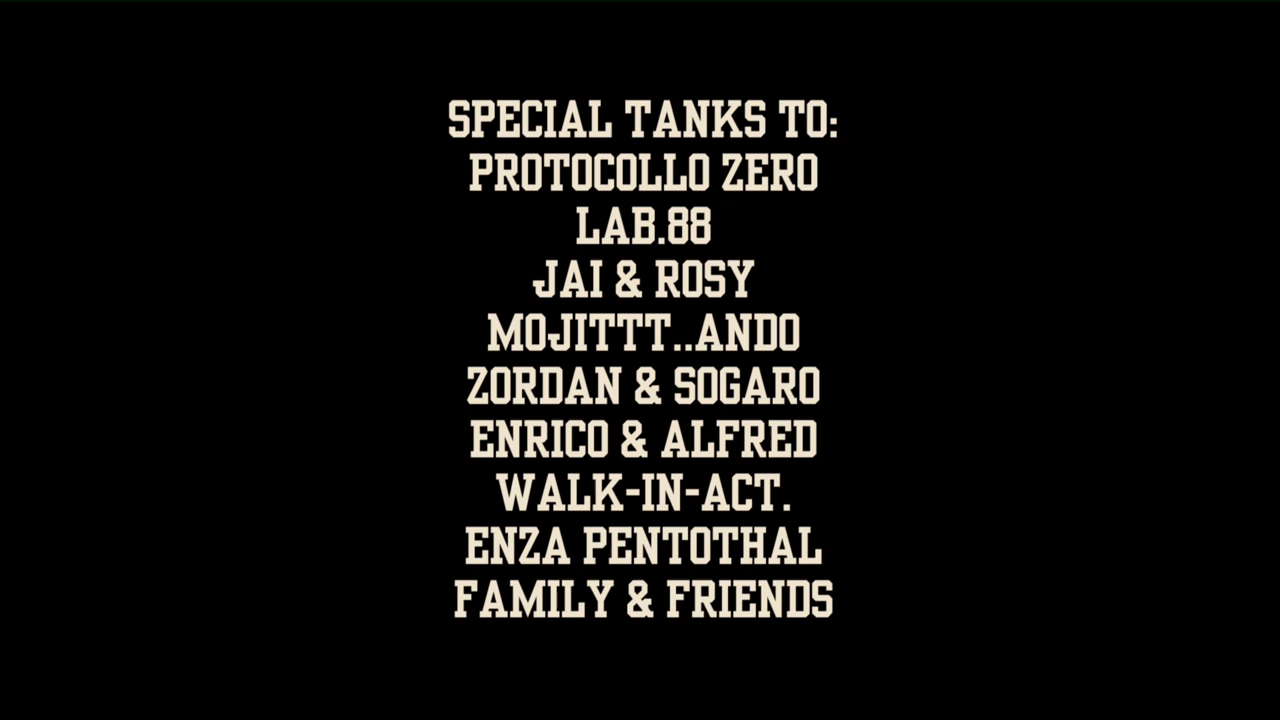 SPECIAL TANKS TO:
PROTOCOLLO ZERO
LAB.88
JAI & ROSY
MOJITTT..ANDO
ZORDAN & SOGARO
ENRICO & ALFRED
WALK-IN-ACT.
ENZA PENTOTHAL
FAMILY & FRIENDS